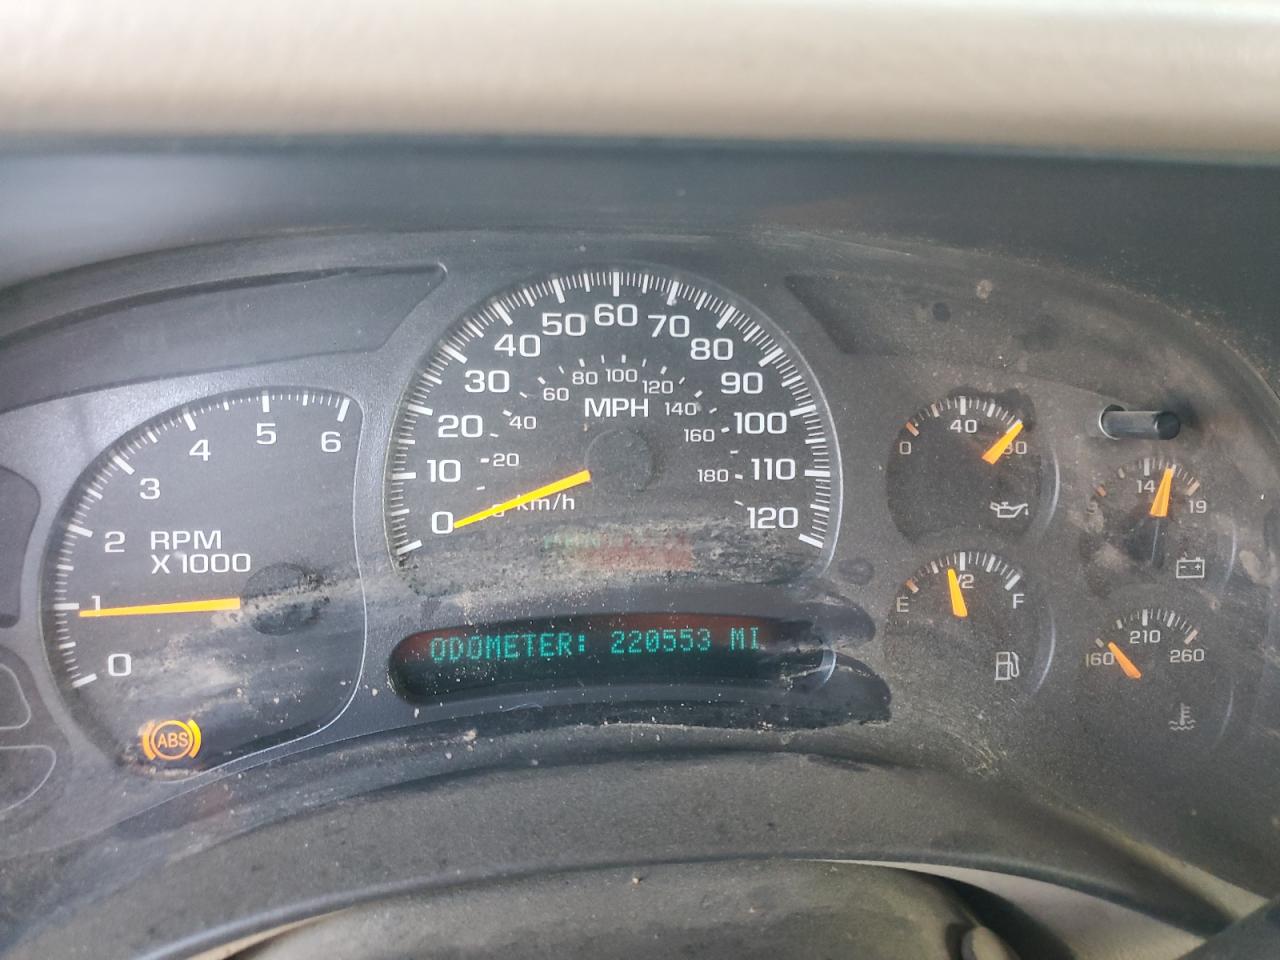 0 1 2 3 4 5 6
RPM
X 1000
ABS
0 10 20 30 40 50 60 70 80 90 100 110 120
20 40 60 80 100 120 140 160 180
MPH
km/h
ODOMETER: 220553 MI
0 40 80
14 19
E 1/2 F
160 210 260